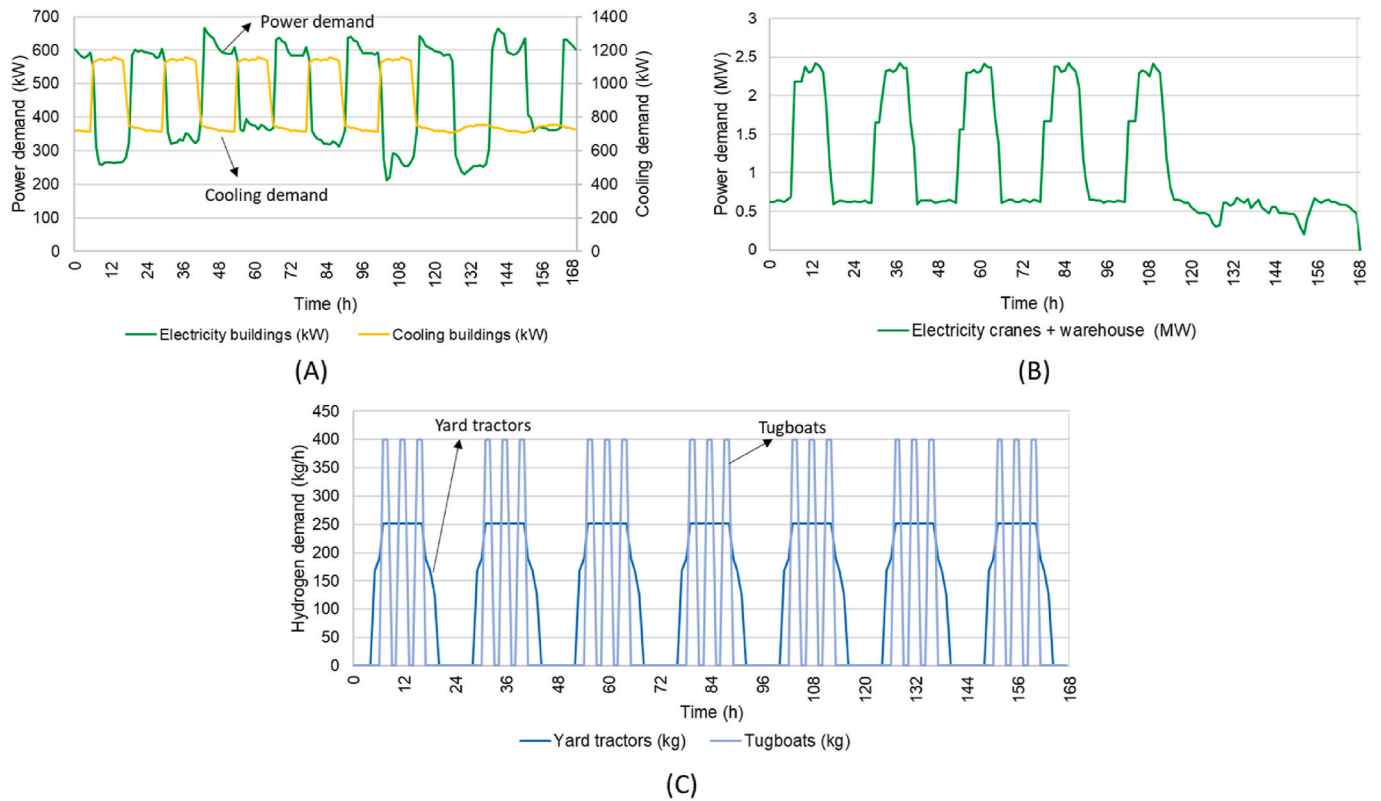 700
600
500
400
300
200
100
0
Power demand (kW)
Power demand
Cooling demand
1400
1200
1000
800
600
400
200
0
Cooling demand (kW)
0 12 24 36 48 60 72 84 96 108 120 132 144 156 168
Time (h)
Electricity buildings (kW) Cooling buildings (kW)
(A)
3
2.5
2
1.5
1
0.5
0
Power demand (MW)
0 12 24 36 48 60 72 84 96 108 120 132 144 156 168
Time (h)
Electricity cranes + warehouse (MW)
(B)
450
400
350
300
250
200
150
100
50
0
Hydrogen demand (kg/h)
Yard tractors
Tugboats
0 12 24 36 48 60 72 84 96 108 120 132 144 156 168
Time (h)
Yard tractors (kg) Tugboats (kg)
(C)